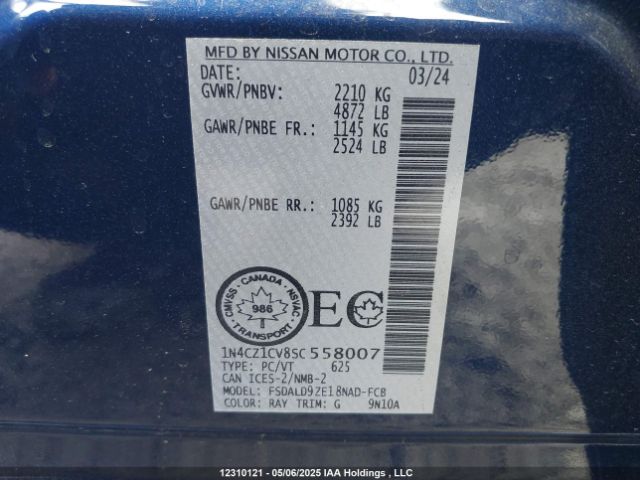 MFD BY NISSAN MOTOR CO., LTD.
DATE: 03/24
GVWR/PNBV: 2210 KG
4872 LB
GAWR/PNBE FR.: 1145 KG
2524 LB
GAWR/PNBE RR.: 1085 KG
2392 LB
CMVSS · CANADA · NSVAC
986
TRANSPORT
EC
1N4CZ1CV8SC558007
TYPE: PC/VT 625
CAN ICES-2/NMB-2
MODEL: FSDALD9ZE18NAD-FCB
COLOR: RAY TRIM: G 9N10A
12310121 - 05/06/2025 IAA Holdings , LLC